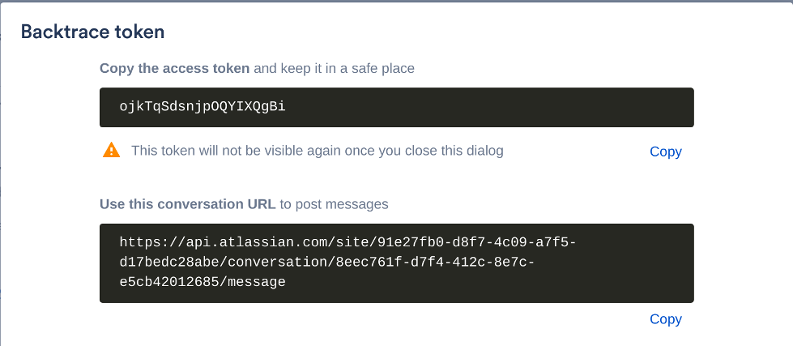 Backtrace token
Copy the access token and keep it in a safe place
ojkTqSdsnjpOQYIXQgBi
This token will not be visible again once you close this dialog
Copy
Use this conversation URL to post messages
https://api.atlassian.com/site/91e27fb0-d8f7-4c09-a7f5-
d17bedc28abe/conversation/8eec761f-d7f4-412c-8e7c-
e5cb42012685/message
Copy